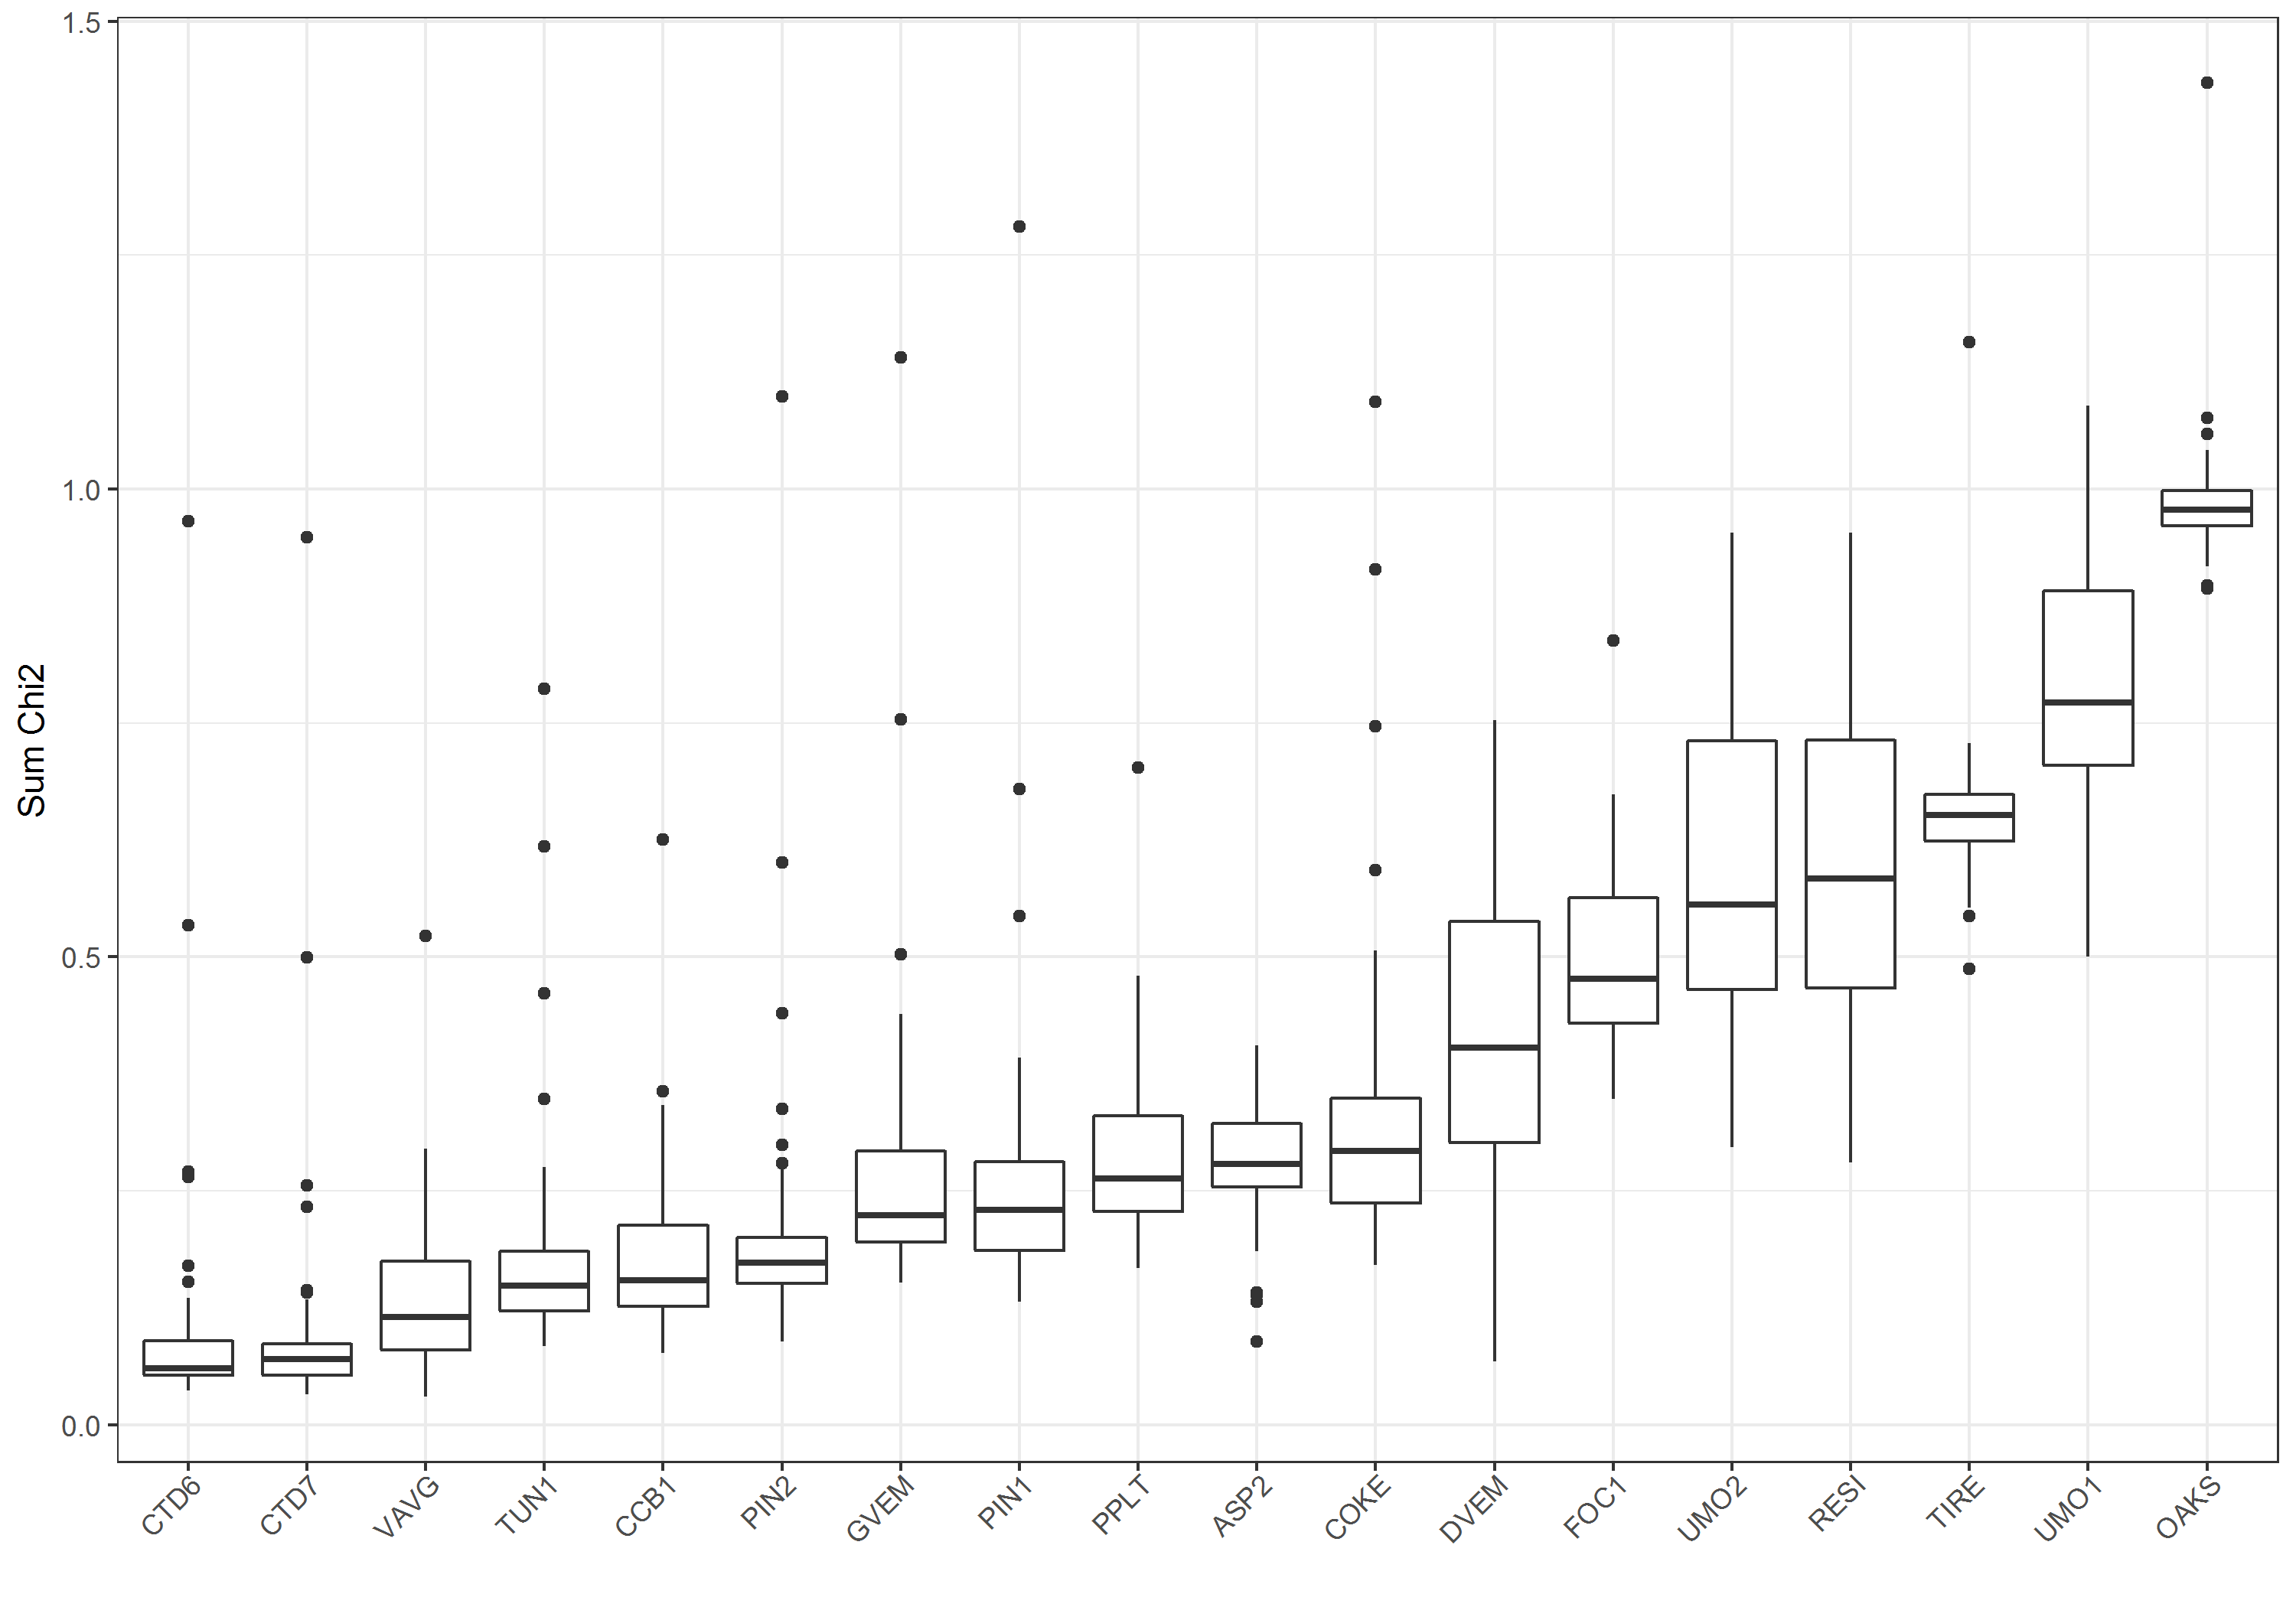 Sum Chi2
1.5
1.0
0.5
0.0
CTD6
CTD7
VAVG
TUN1
CCB1
PIN2
GVEM
PIN1
PPLT
ASP2
COKE
DVEM
FOC1
UMO2
RESI
TIRE
UMO1
OAKS